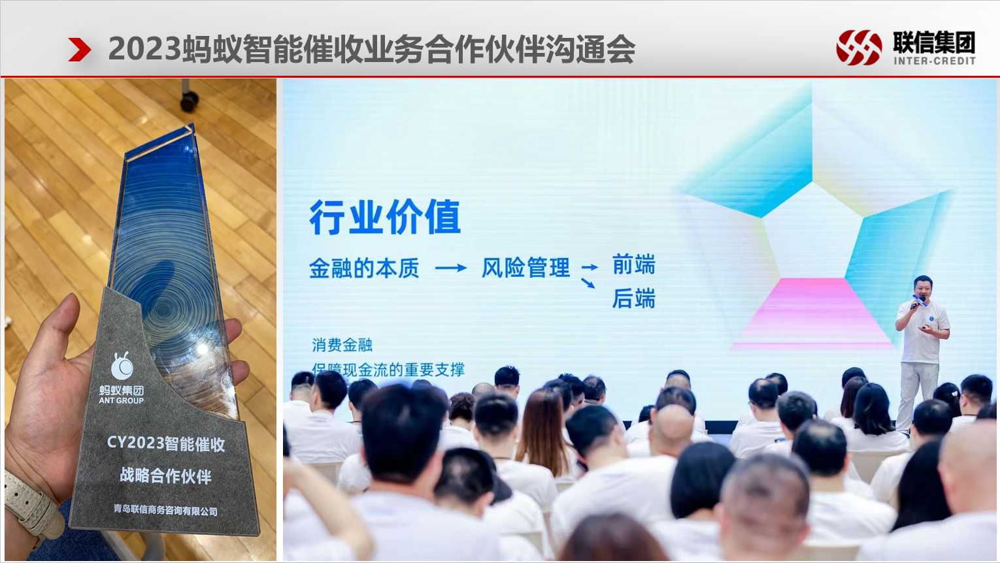 2023蚂蚁智能催收业务合作伙伴沟通会
联信集团
INTER-CREDIT
蚂蚁集团
ANT GROUP
CY2023智能催收
战略合作伙伴
青岛联信商务咨询有限公司
行业价值
金融的本质 → 风险管理 → 前端
↘ 后端
消费金融
保障现金流的重要支撑